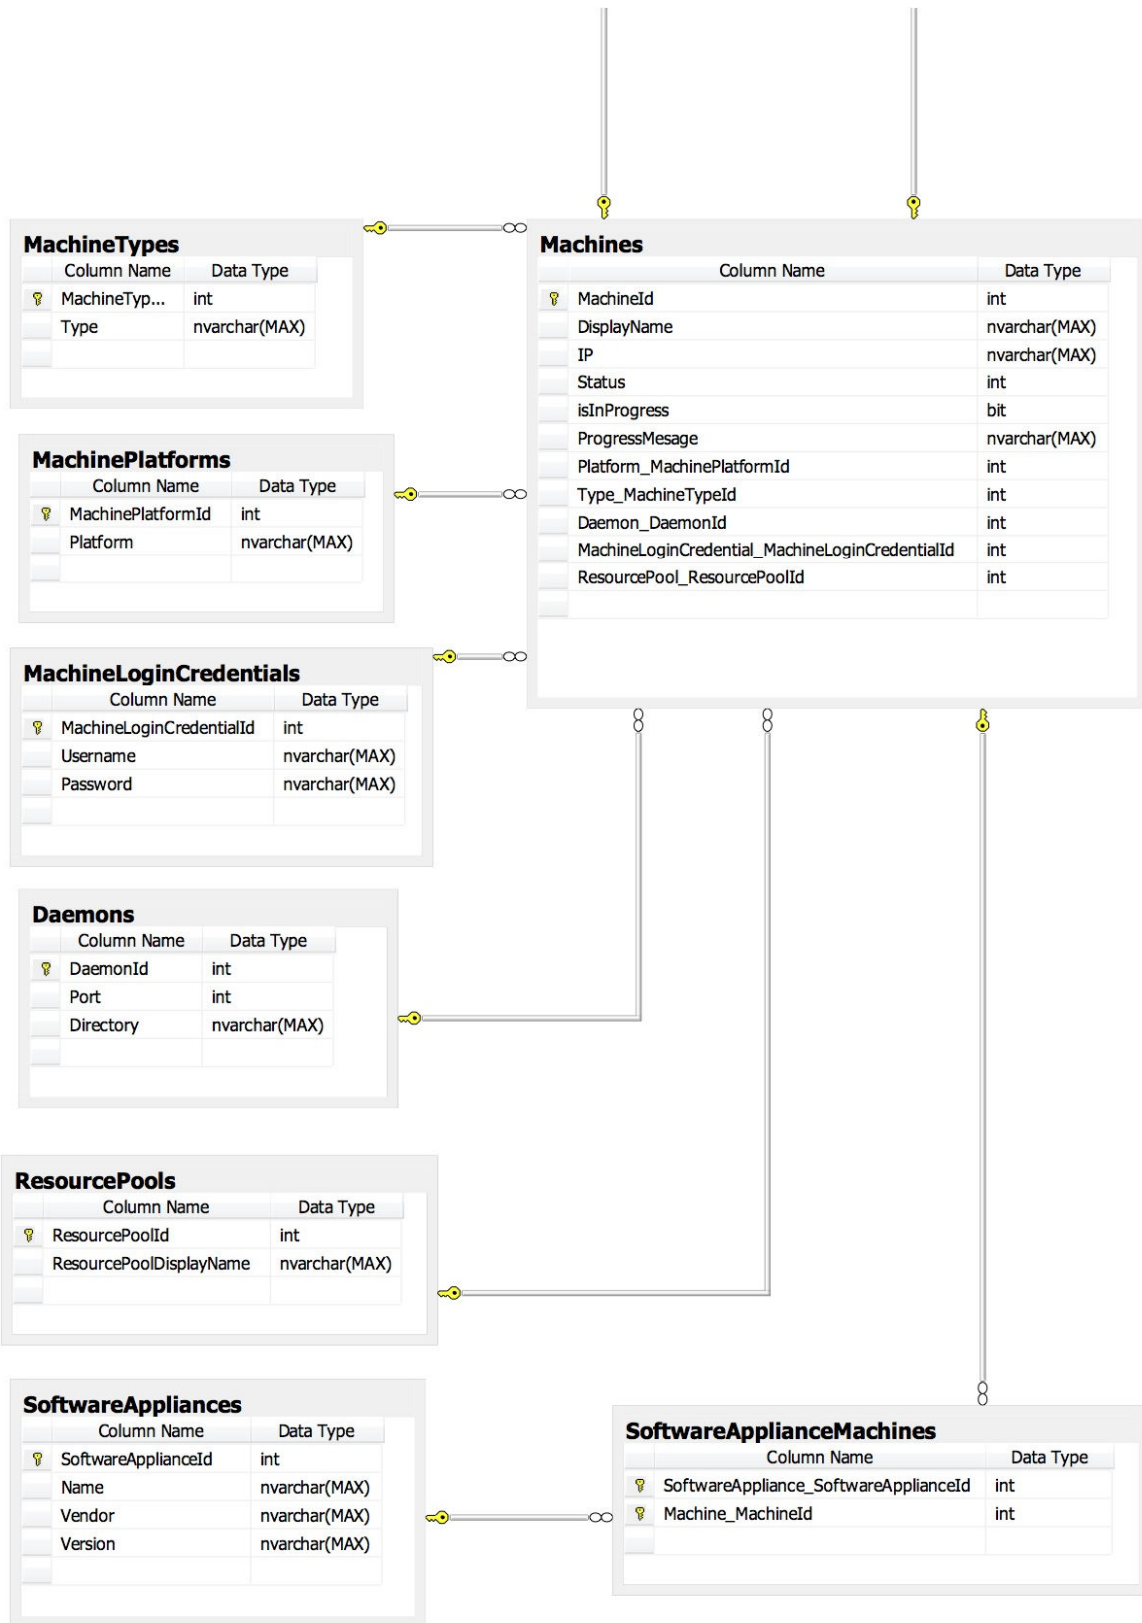 MachineTypes
Column Name Data Type
MachineTyp... int
Type nvarchar(MAX)
Machines
Column Name Data Type
MachineId int
DisplayName nvarchar(MAX)
IP nvarchar(MAX)
Status int
isInProgress bit
ProgressMesage nvarchar(MAX)
Platform_MachinePlatformId int
Type_MachineTypeId int
Daemon_DaemonId int
MachineLoginCredential_MachineLoginCredentialId int
ResourcePool_ResourcePoolId int
MachinePlatforms
Column Name Data Type
MachinePlatformId int
Platform nvarchar(MAX)
MachineLoginCredentials
Column Name Data Type
MachineLoginCredentialId int
Username nvarchar(MAX)
Password nvarchar(MAX)
Daemons
Column Name Data Type
DaemonId int
Port int
Directory nvarchar(MAX)
ResourcePools
Column Name Data Type
ResourcePoolId int
ResourcePoolDisplayName nvarchar(MAX)
SoftwareAppliances
Column Name Data Type
SoftwareApplianceId int
Name nvarchar(MAX)
Vendor nvarchar(MAX)
Version nvarchar(MAX)
SoftwareApplianceMachines
Column Name Data Type
SoftwareAppliance_SoftwareApplianceId int
Machine_MachineId int